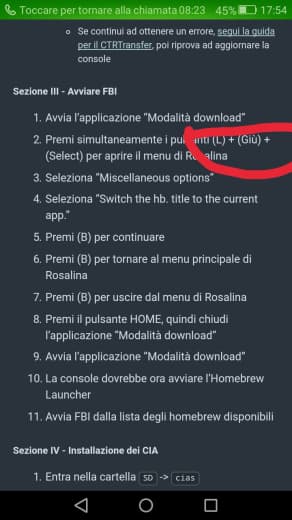 Toccare per tornare alla chiamata 08:23 45% 17:54
Se continui ad ottenere un errore, segui la guida
per il CTRTransfer, poi riprova ad aggiornare la
console
Sezione III - Avviare FBI
1. Avvia l'applicazione "Modalità download"
2. Premi simultaneamente i (L) + (Giù) +
(Select) per aprire il menu di Rosalina
3. Seleziona "Miscellaneous options"
4. Seleziona "Switch the hb. title to the current
app."
5. Premi (B) per continuare
6. Premi (B) per tornare al menu principale di
Rosalina
7. Premi (B) per uscire dal menu di Rosalina
8. Premi il pulsante HOME, quindi chiudi
l'applicazione "Modalità download"
9. Avvia l'applicazione "Modalità download"
10. La console dovrebbe ora avviare l'Homebrew
Launcher
11. Avvia FBI dalla lista degli homebrew disponibili
Sezione IV - Installazione dei CIA
1. Entra nella cartella SD -> cias